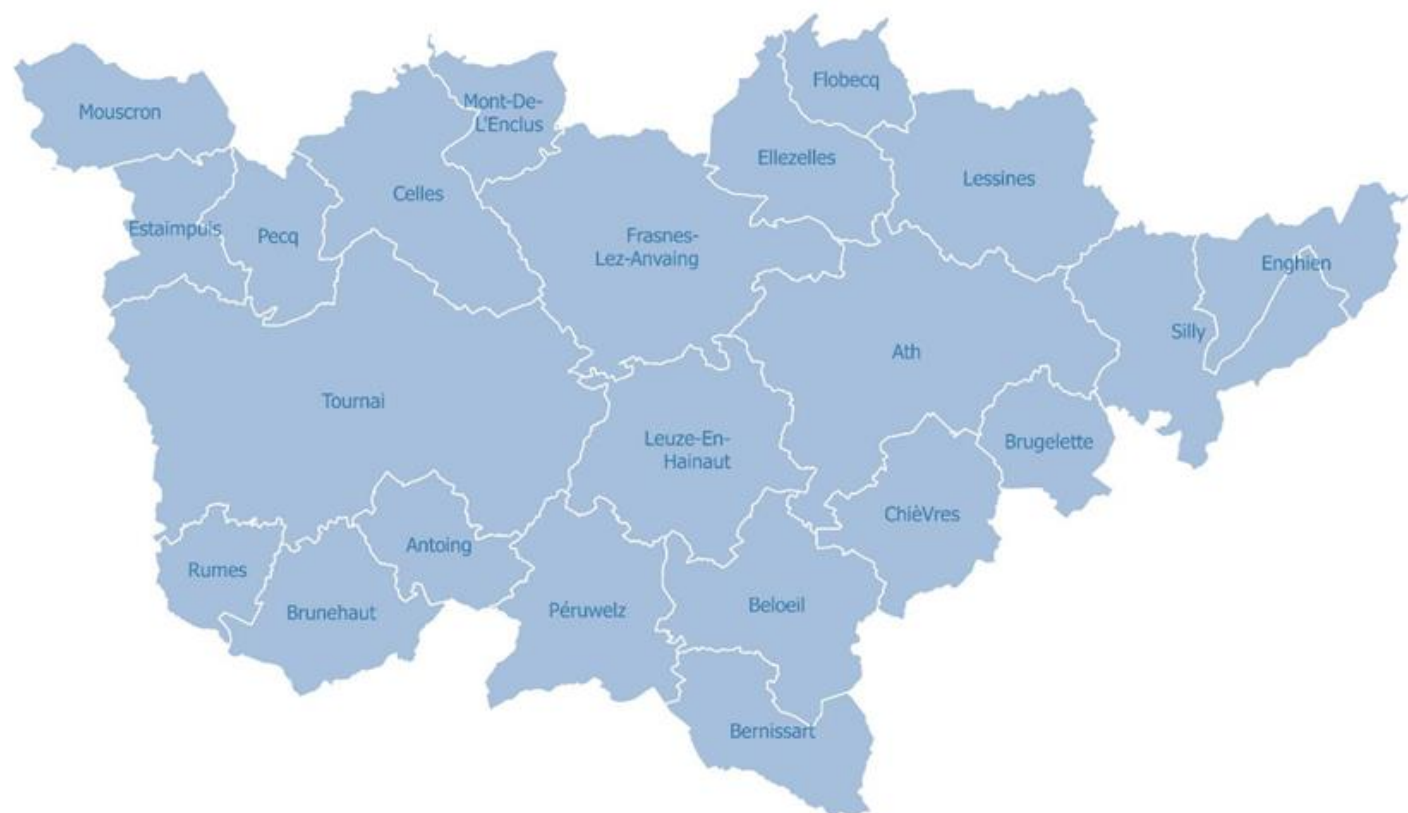 Flobecq
Mouscron
Mont-De-
L'Enclus
Ellezelles
Lessines
Celles
Estaimpuis
Pecq
Frasnes-
Lez-Anvaing
Enghien
Silly
Ath
Tournai
Leuze-En-
Hainaut
Brugelette
ChièVres
Antoing
Rumes
Brunehaut
Péruwelz
Beloeil
Bernissart